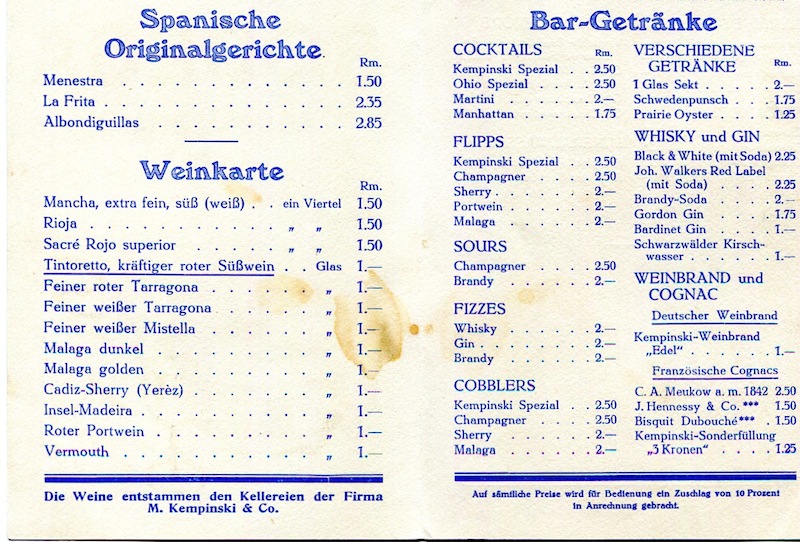 Spanische
Originalgerichte.
Rm.
Menestra . . . . . . . . . . . . 1.50
La Frita . . . . . . . . . . . . . 2.35
Albondiguillas . . . . . . . . . . 2.85
Weinkarte
Rm.
Mancha, extra fein, süß (weiß) . . ein Viertel 1.50
Rioja . . . . . . . . . . „ „ 1.50
Sacré Rojo superior . . . . . . „ „ 1.50
Tintoretto, kräftiger roter Süßwein . . Glas 1.—
Feiner roter Tarragona . . . . . . „ 1.—
Feiner weißer Tarragona . . . . . . „ 1.—
Feiner weißer Mistella . . . . . . „ 1.—
Malaga dunkel . . . . . . . . „ 1.—
Malaga golden . . . . . . . . „ 1.—
Cadiz-Sherry (Yerèz) . . . . . . „ 1.—
Insel-Madeira . . . . . . . . „ 1.—
Roter Portwein . . . . . . . . „ 1.—
Vermouth . . . . . . . . . . „ 1.—
Die Weine entstammen den Kellereien der Firma
M. Kempinski & Co.
Bar-Getränke
COCKTAILS Rm.
Kempinski Spezial . . 2.50
Ohio Spezial . . . . 2.50
Martini . . . . . . 2.—
Manhattan . . . . . 1.75
FLIPPS
Kempinski Spezial . . 2.50
Champagner . . . . 2.50
Sherry . . . . . . . 2.—
Portwein . . . . . . 2.—
Malaga . . . . . . 2.—
SOURS
Champagner . . . . 2.50
Brandy . . . . . . 2.—
FIZZES
Whisky . . . . . . 2.—
Gin . . . . . . . . 2.—
Brandy . . . . . . 2.—
COBBLERS
Kempinski Spezial . . 2.50
Champagner . . . . 2.50
Sherry . . . . . . 2.—
Malaga . . . . . . 2.—
VERSCHIEDENE
GETRÄNKE Rm.
1 Glas Sekt . . . . . 2.—
Schwedenpunsch . . . 1.75
Prairie Oyster . . . . 1.25
WHISKY und GIN
Black & White (mit Soda) 2.25
Joh. Walkers Red Label
(mit Soda) . . . . . 2.25
Brandy-Soda . . . . 2.—
Gordon Gin . . . . . 1.75
Bardinet Gin . . . . . 1.—
Schwarzwälder Kirsch-
wasser . . . . . . . 1.—
WEINBRAND und
COGNAC
Deutscher Weinbrand
Kempinski-Weinbrand
„Edel“ . . . . . . 1.—
Französische Cognacs
C. A. Meukow a. m. 1842 2.50
J. Hennessy & Co. *** . 1.50
Bisquit Dubouché *** . 1.50
Kempinski-Sonderfüllung
„3 Kronen“ . . . . 1.25
Auf sämtliche Preise wird für Bedienung ein Zuschlag von 10 Prozent
in Anrechnung gebracht.